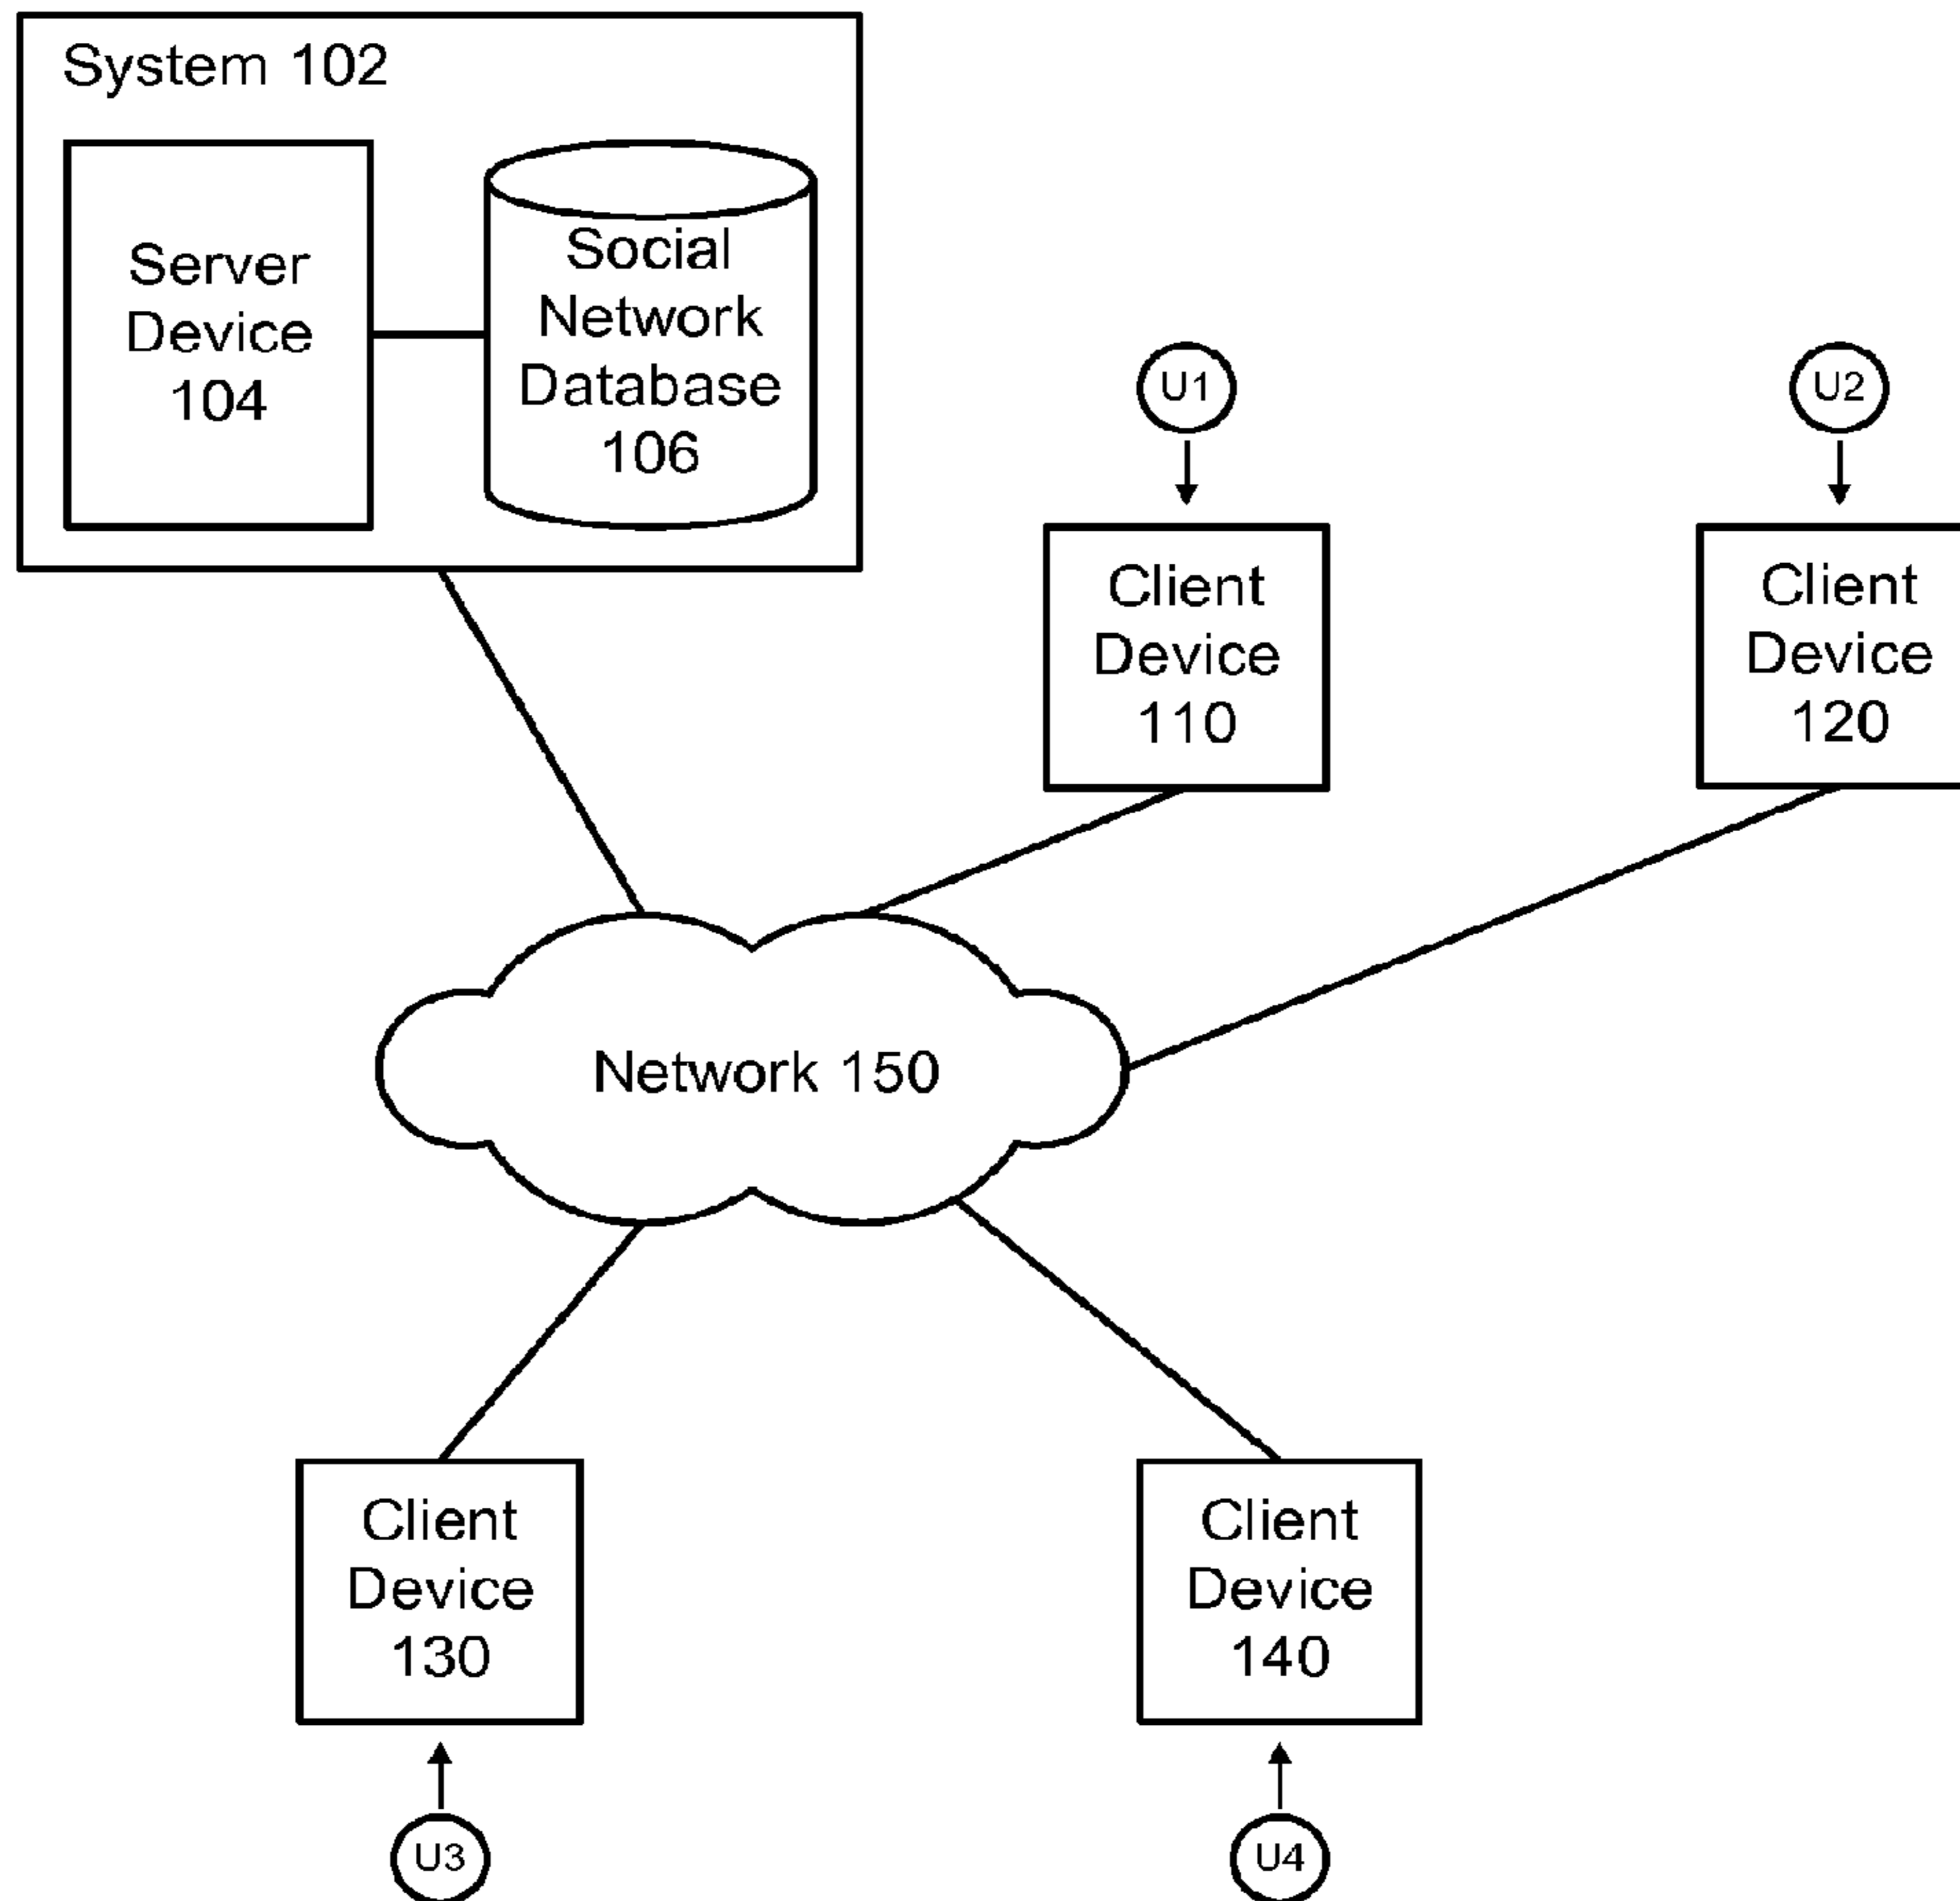 System 102
Server
Device
104
Social
Network
Database
106
U1
U2
Client
Device
110
Client
Device
120
Network 150
Client
Device
130
Client
Device
140
U3
U4